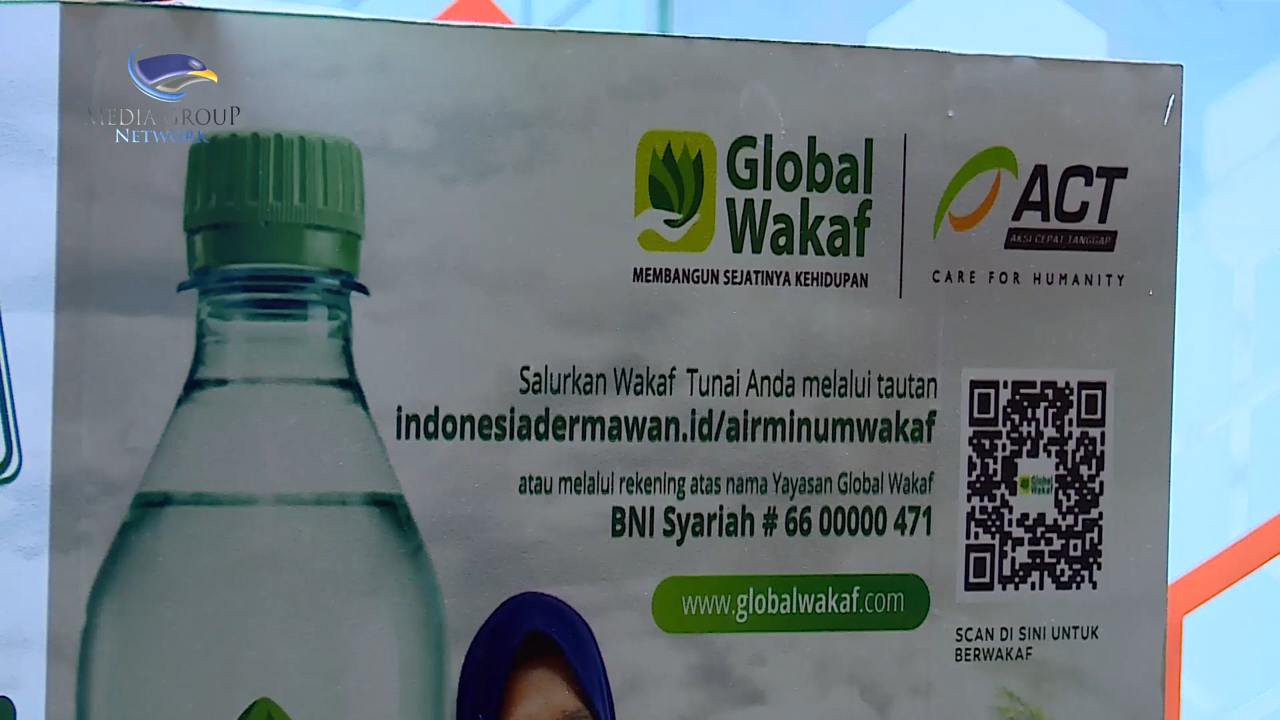 MEDIA GROUP
NETWORK
Global
Wakaf
MEMBANGUN SEJATINYA KEHIDUPAN
ACT
AKSI CEPAT TANGGAP
CARE FOR HUMANITY
Salurkan Wakaf Tunai Anda melalui tautan
indonesiadermawan.id/airminumwakaf
atau melalui rekening atas nama Yayasan Global Wakaf
BNI Syariah # 66 00000 471
www.globalwakaf.com
Global
Wakaf
SCAN DI SINI UNTUK
BERWAKAF